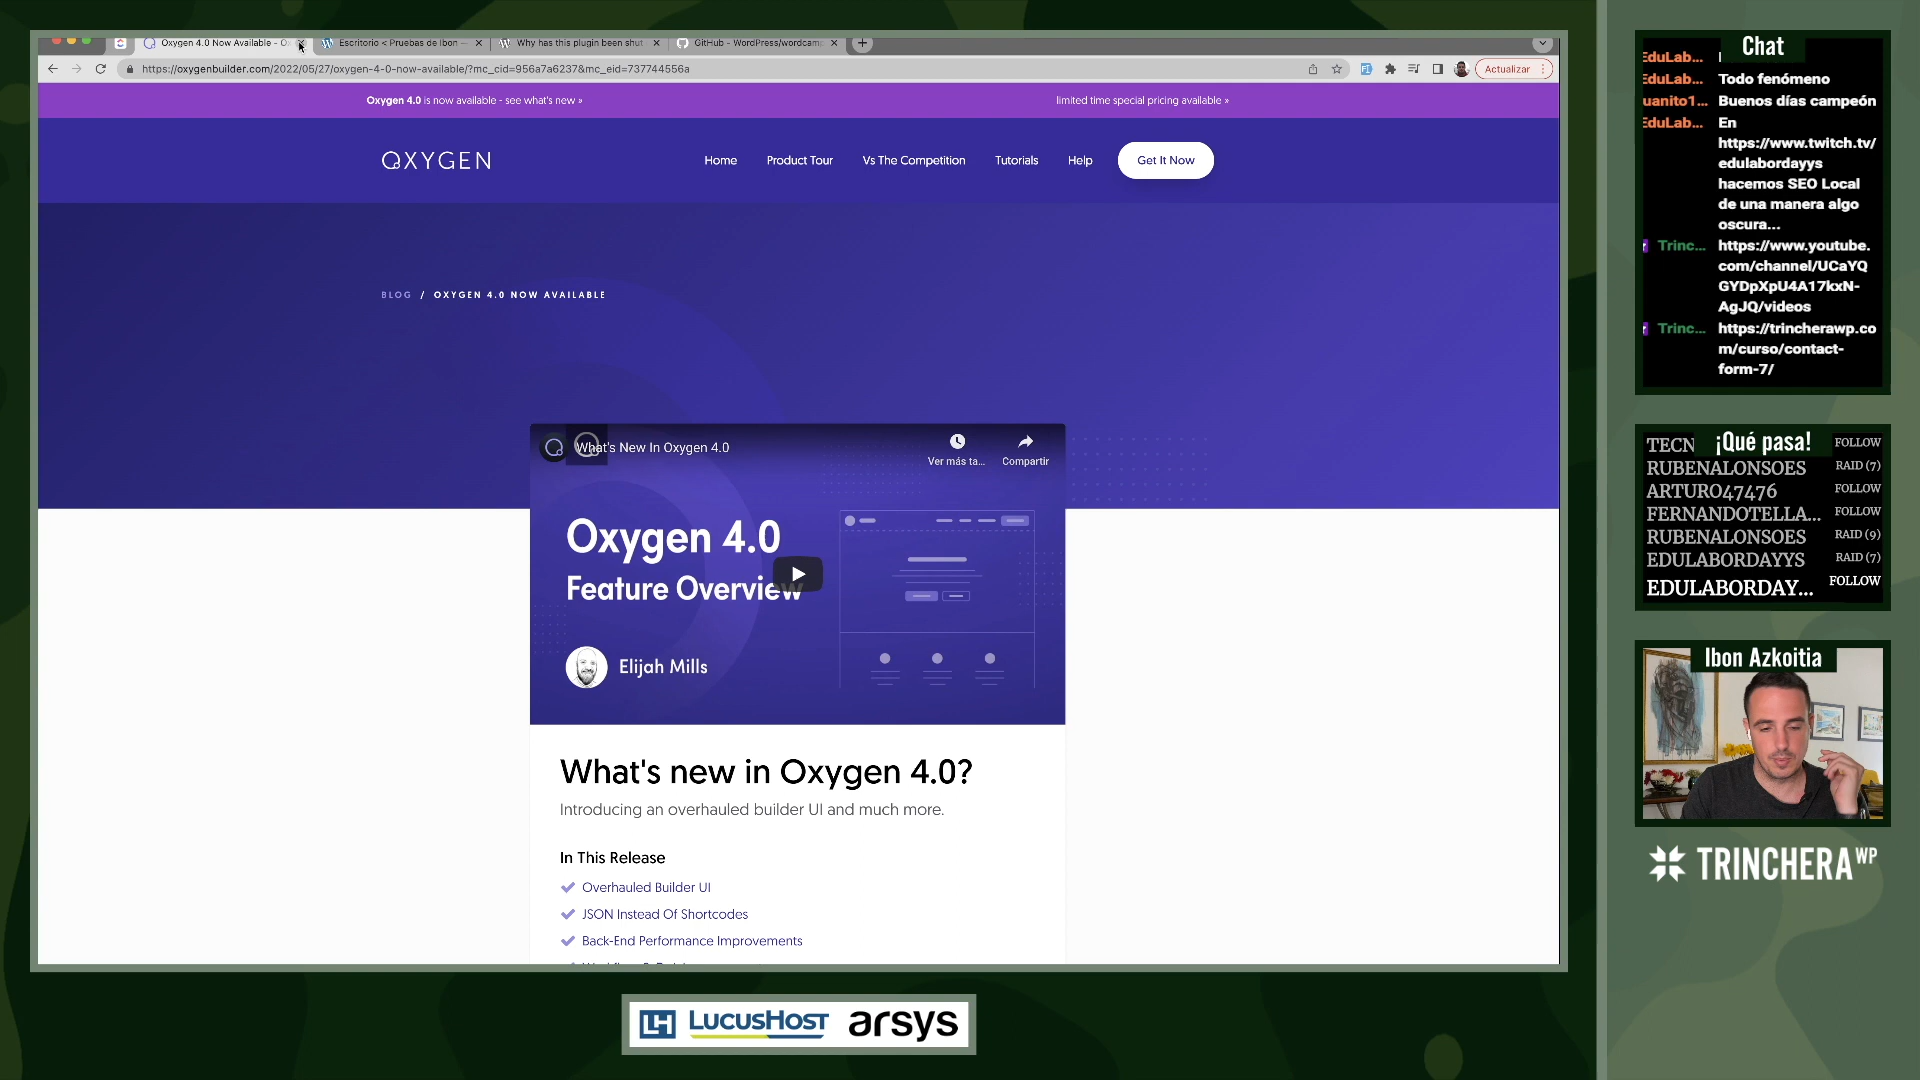 Oxygen 4.0 Now Available - Ox
Escritorio < Pruebas de Ibon —
Why has this plugin been shut
GitHub - WordPress/wordcamp
https://oxygenbuilder.com/2022/05/27/oxygen-4-0-now-available/?mc_cid=956a7a6237&mc_eid=737744556a
Actualizar
Oxygen 4.0 is now available - see what's new »
limited time special pricing available »
OXYGEN
Home
Product Tour
Vs The Competition
Tutorials
Help
Get It Now
BLOG / OXYGEN 4.0 NOW AVAILABLE
What's New In Oxygen 4.0
Ver más ta...
Compartir
Oxygen 4.0
Feature Overview
Elijah Mills
What's new in Oxygen 4.0?
Introducing an overhauled builder UI and much more.
In This Release
Overhauled Builder UI
JSON Instead Of Shortcodes
Back-End Performance Improvements
LH LUCUSHOST arsys
Chat
EduLab...
EduLab... Todo fenómeno
uanito1... Buenos días campeón
EduLab... En
https://www.twitch.tv/
edulabordayys
hacemos SEO Local
de una manera algo
oscura...
Trinc... https://www.youtube.
com/channel/UCaYQ
GYDpXpU4A17kxN-
AgJQ/videos
Trinc... https://trincherawp.co
m/curso/contact-
form-7/
¡Qué pasa!
TECN FOLLOW
RUBENALONSOES RAID (7)
ARTURO47476 FOLLOW
FERNANDOTELLA... FOLLOW
RUBENALONSOES RAID (9)
EDULABORDAYYS RAID (7)
EDULABORDAY... FOLLOW
Ibon Azkoitia
TRINCHERAWP